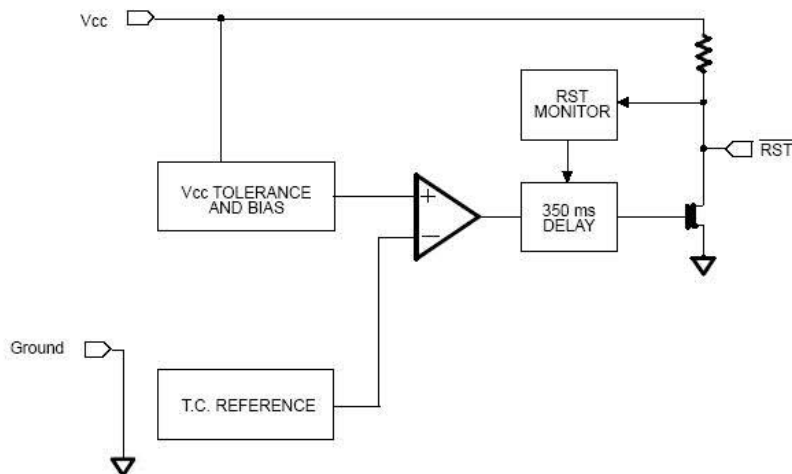 Vcc
RST
MONITOR
RST
Vcc TOLERANCE
AND BIAS
+
−
350 ms
DELAY
Ground
T.C. REFERENCE